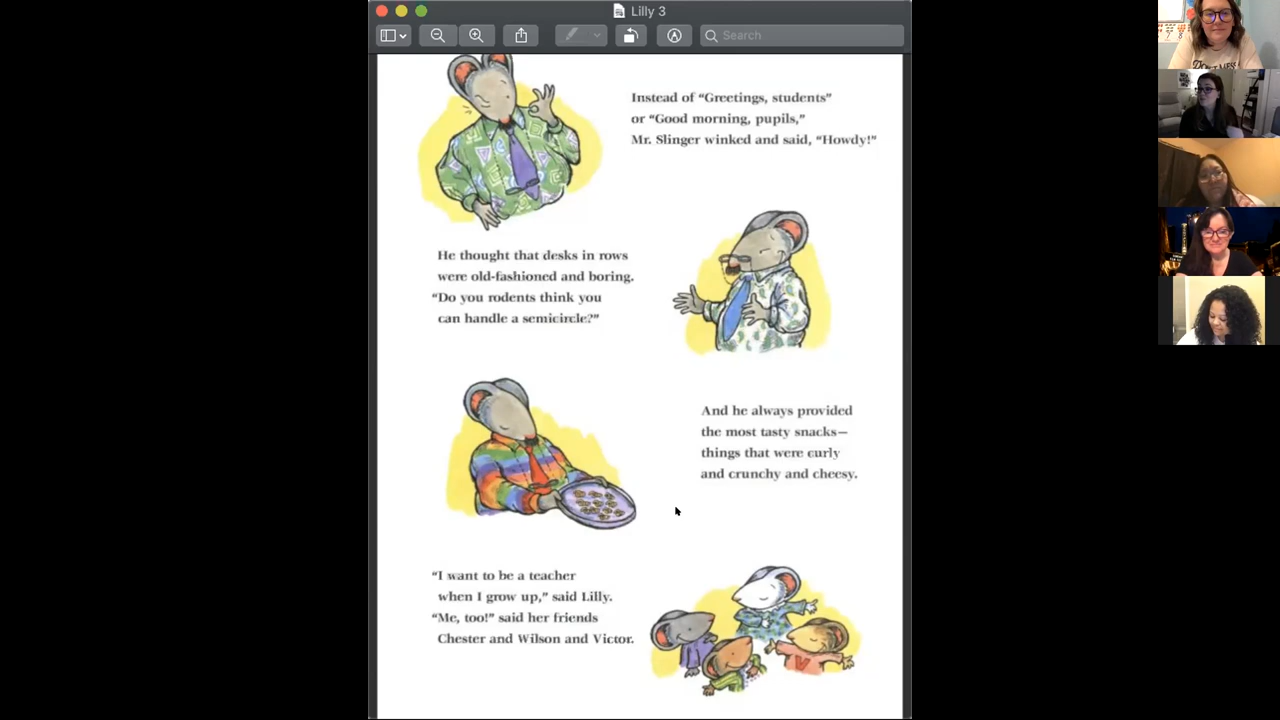 Lilly 3
Search
Instead of “Greetings, students”
or “Good morning, pupils,”
Mr. Slinger winked and said, “Howdy!”
He thought that desks in rows
were old-fashioned and boring.
“Do you rodents think you
can handle a semicircle?”
And he always provided
the most tasty snacks—
things that were curly
and crunchy and cheesy.
“I want to be a teacher
when I grow up,” said Lilly.
“Me, too!” said her friends
Chester and Wilson and Victor.
V